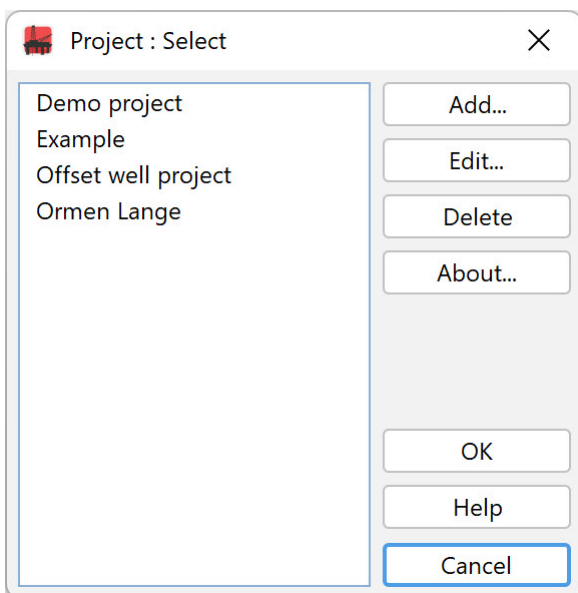 Project : Select
Demo project
Example
Offset well project
Ormen Lange
Add...
Edit...
Delete
About...
OK
Help
Cancel